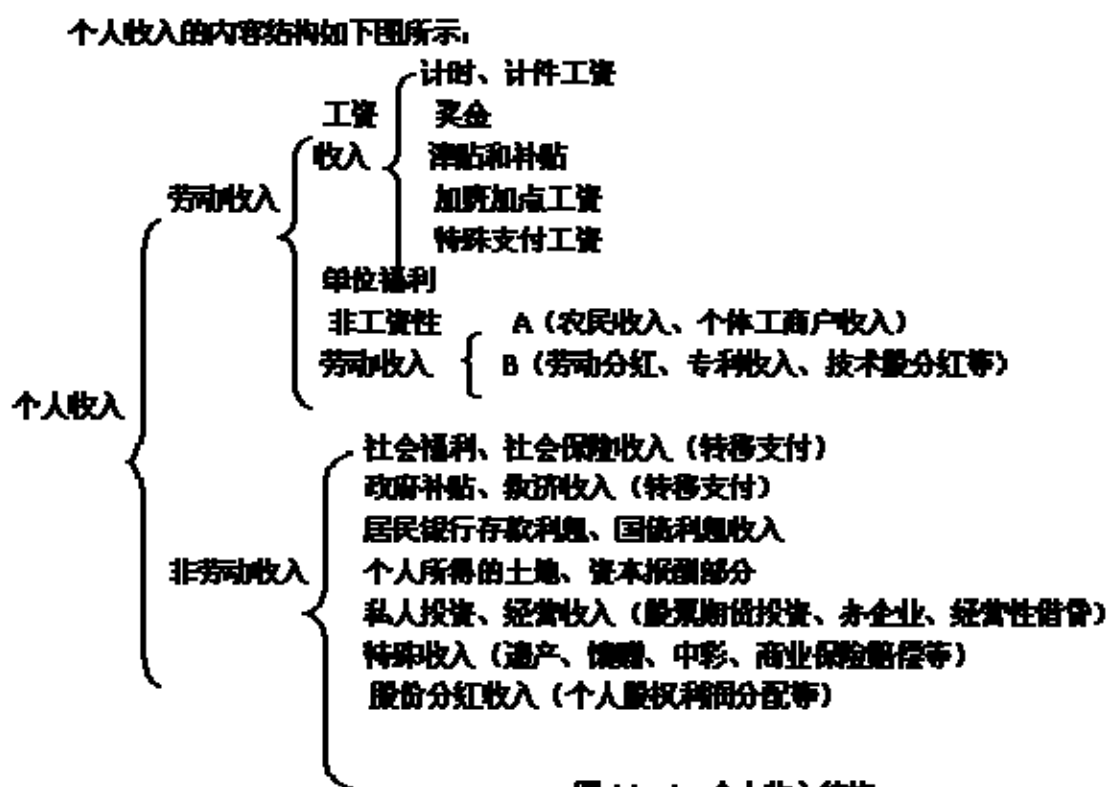 个人收入的内容结构如下图所示：
计时、计件工资
工资 奖金
收入 津贴和补贴
劳动收入 加班加点工资
特殊支付工资
单位福利
非工资性 A（农民收入、个体工商户收入）
劳动收入 B（劳动分红、专利收入、技术股分红等）
个人收入
社会福利、社会保险收入（转移支付）
政府补贴、救济收入（转移支付）
居民银行存款利息、国债利息收入
非劳动收入 个人所得的土地、资本报酬部分
私人投资、经营收入（股票期货投资、办企业、经营性借贷）
特殊收入（遗产、馈赠、中彩、商业保险赔偿等）
股份分红收入（个人股权利润分配等）
个人收入结构